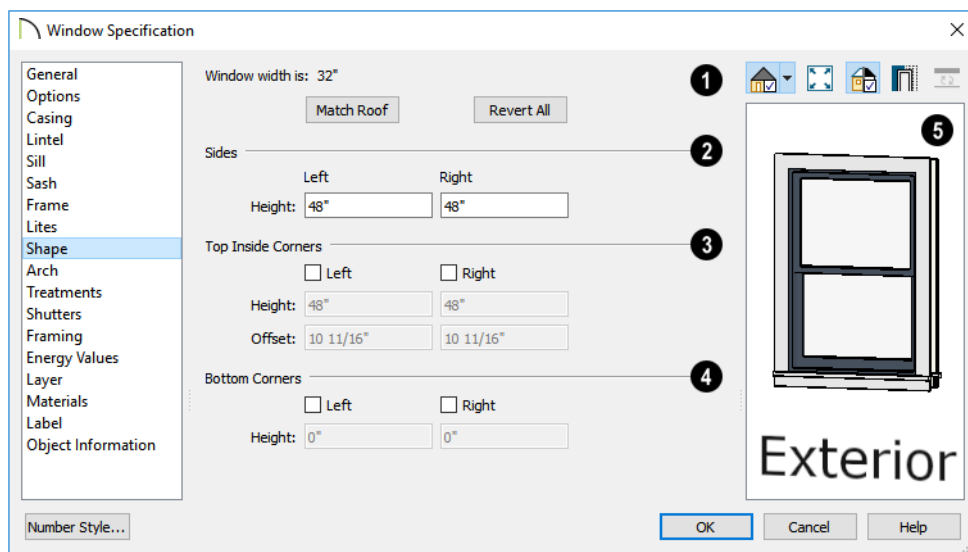 Window Specification
General
Options
Casing
Lintel
Sill
Sash
Frame
Lites
Shape
Arch
Treatments
Shutters
Framing
Energy Values
Layer
Materials
Label
Object Information
Number Style...
Window width is: 32"
1
Match Roof Revert All
Sides
2
Left Right
Height: 48" 48"
Top Inside Corners
3
Left Right
Height: 48" 48"
Offset: 10 11/16" 10 11/16"
Bottom Corners
4
Left Right
Height: 0" 0"
5
Exterior
OK Cancel Help